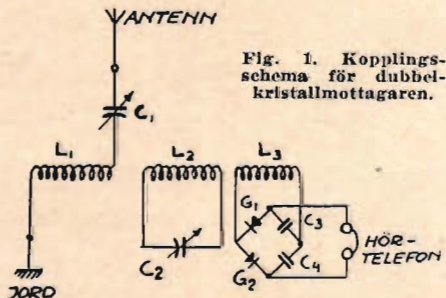 ANTENN
Fig. 1. Kopplings-
schema för dubbel-
kristallmottagaren.
C1
L1
L2
L3
G1
C3
C2
G2
C4
HÖR-
TELEFON
JORD